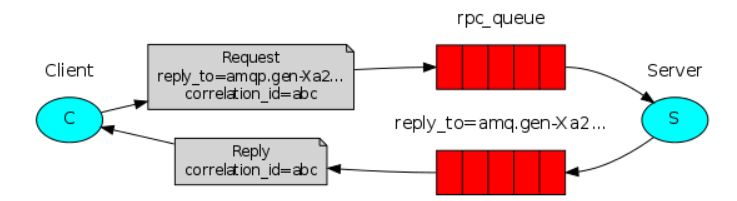 rpc_queue
Client
Request
reply_to=amqp.gen-Xa2...
correlation_id=abc
Server
C
S
reply_to=amq.gen-Xa2...
Reply
correlation_id=abc